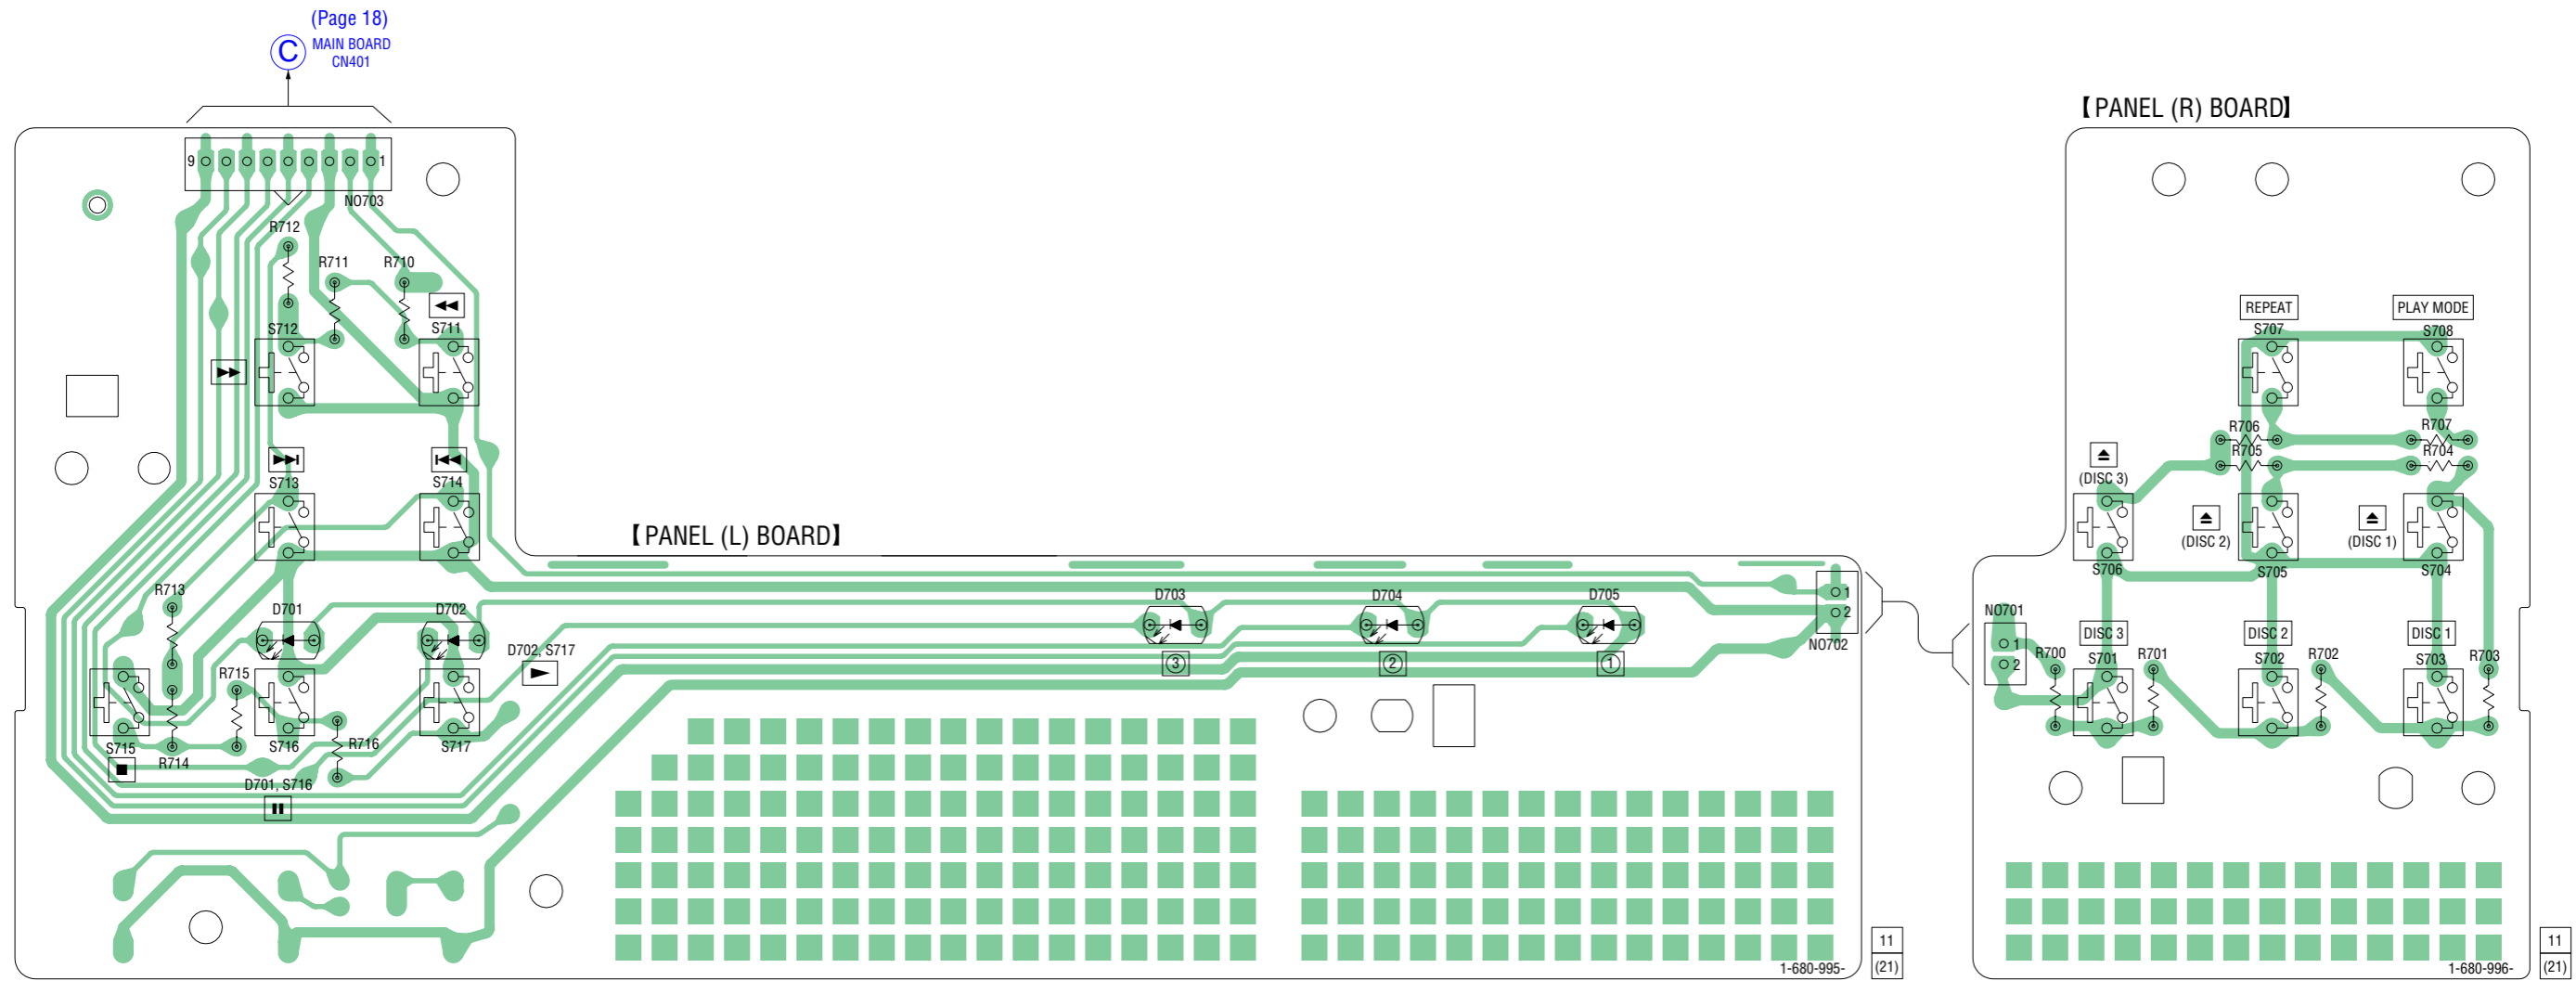 (Page 18)
C
MAIN BOARD
CN401
【PANEL (R) BOARD】
9
1
NO703
R712
R711
R710
S712
S711
REPEAT
PLAY MODE
S707
S708
R706
R707
R705
R704
(DISC 3)
S713
S714
【PANEL (L) BOARD】
(DISC 2)
(DISC 1)
S706
S705
S704
R713
D701
D702
D703
D704
D705
1
2
NO702
NO701
1
2
DISC 3
DISC 2
DISC 1
D702, S717
③
②
①
R700
S701
R701
S702
R702
S703
R703
R715
S715
R714
S716
R716
S717
D701, S716
1-680-995-
11
(21)
1-680-996-
11
(21)